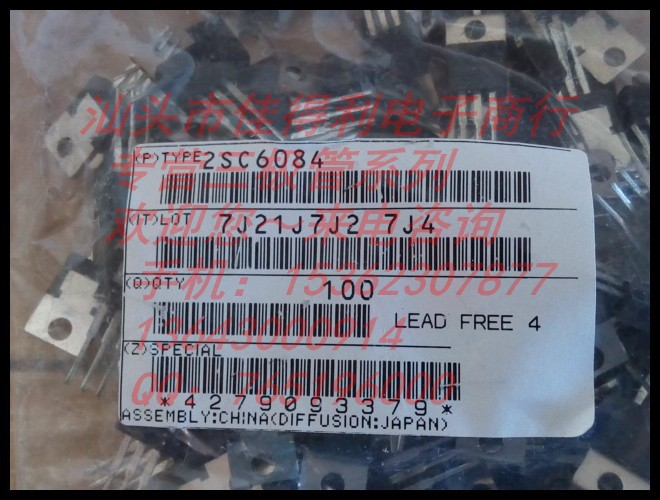 汕头市佳得利电子商行
(P)TYPE 2SC6084
专营三极管系列
(T)LOT 7J21J7J2 7J4
欢迎您一来电咨询
手机：15362307877
(Q)QTY 100
13643000914
LEAD FREE 4
(Z)SPECIAL
QQ：765196000
*4279093379*
ASSEMBLY:CHINA(DIFFUSION:JAPAN)